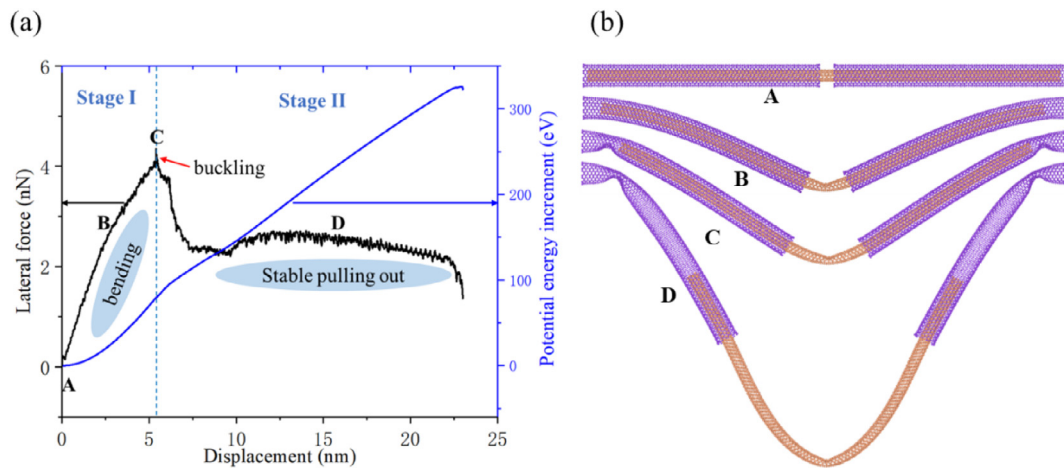 (a)
(b)
6
4
2
0
Lateral force (nN)
Stage I
Stage II
C
buckling
B
bending
D
Stable pulling out
A
0
5
10
15
20
25
Displacement (nm)
300
200
100
0
Potential energy increment (eV)
A
B
C
D